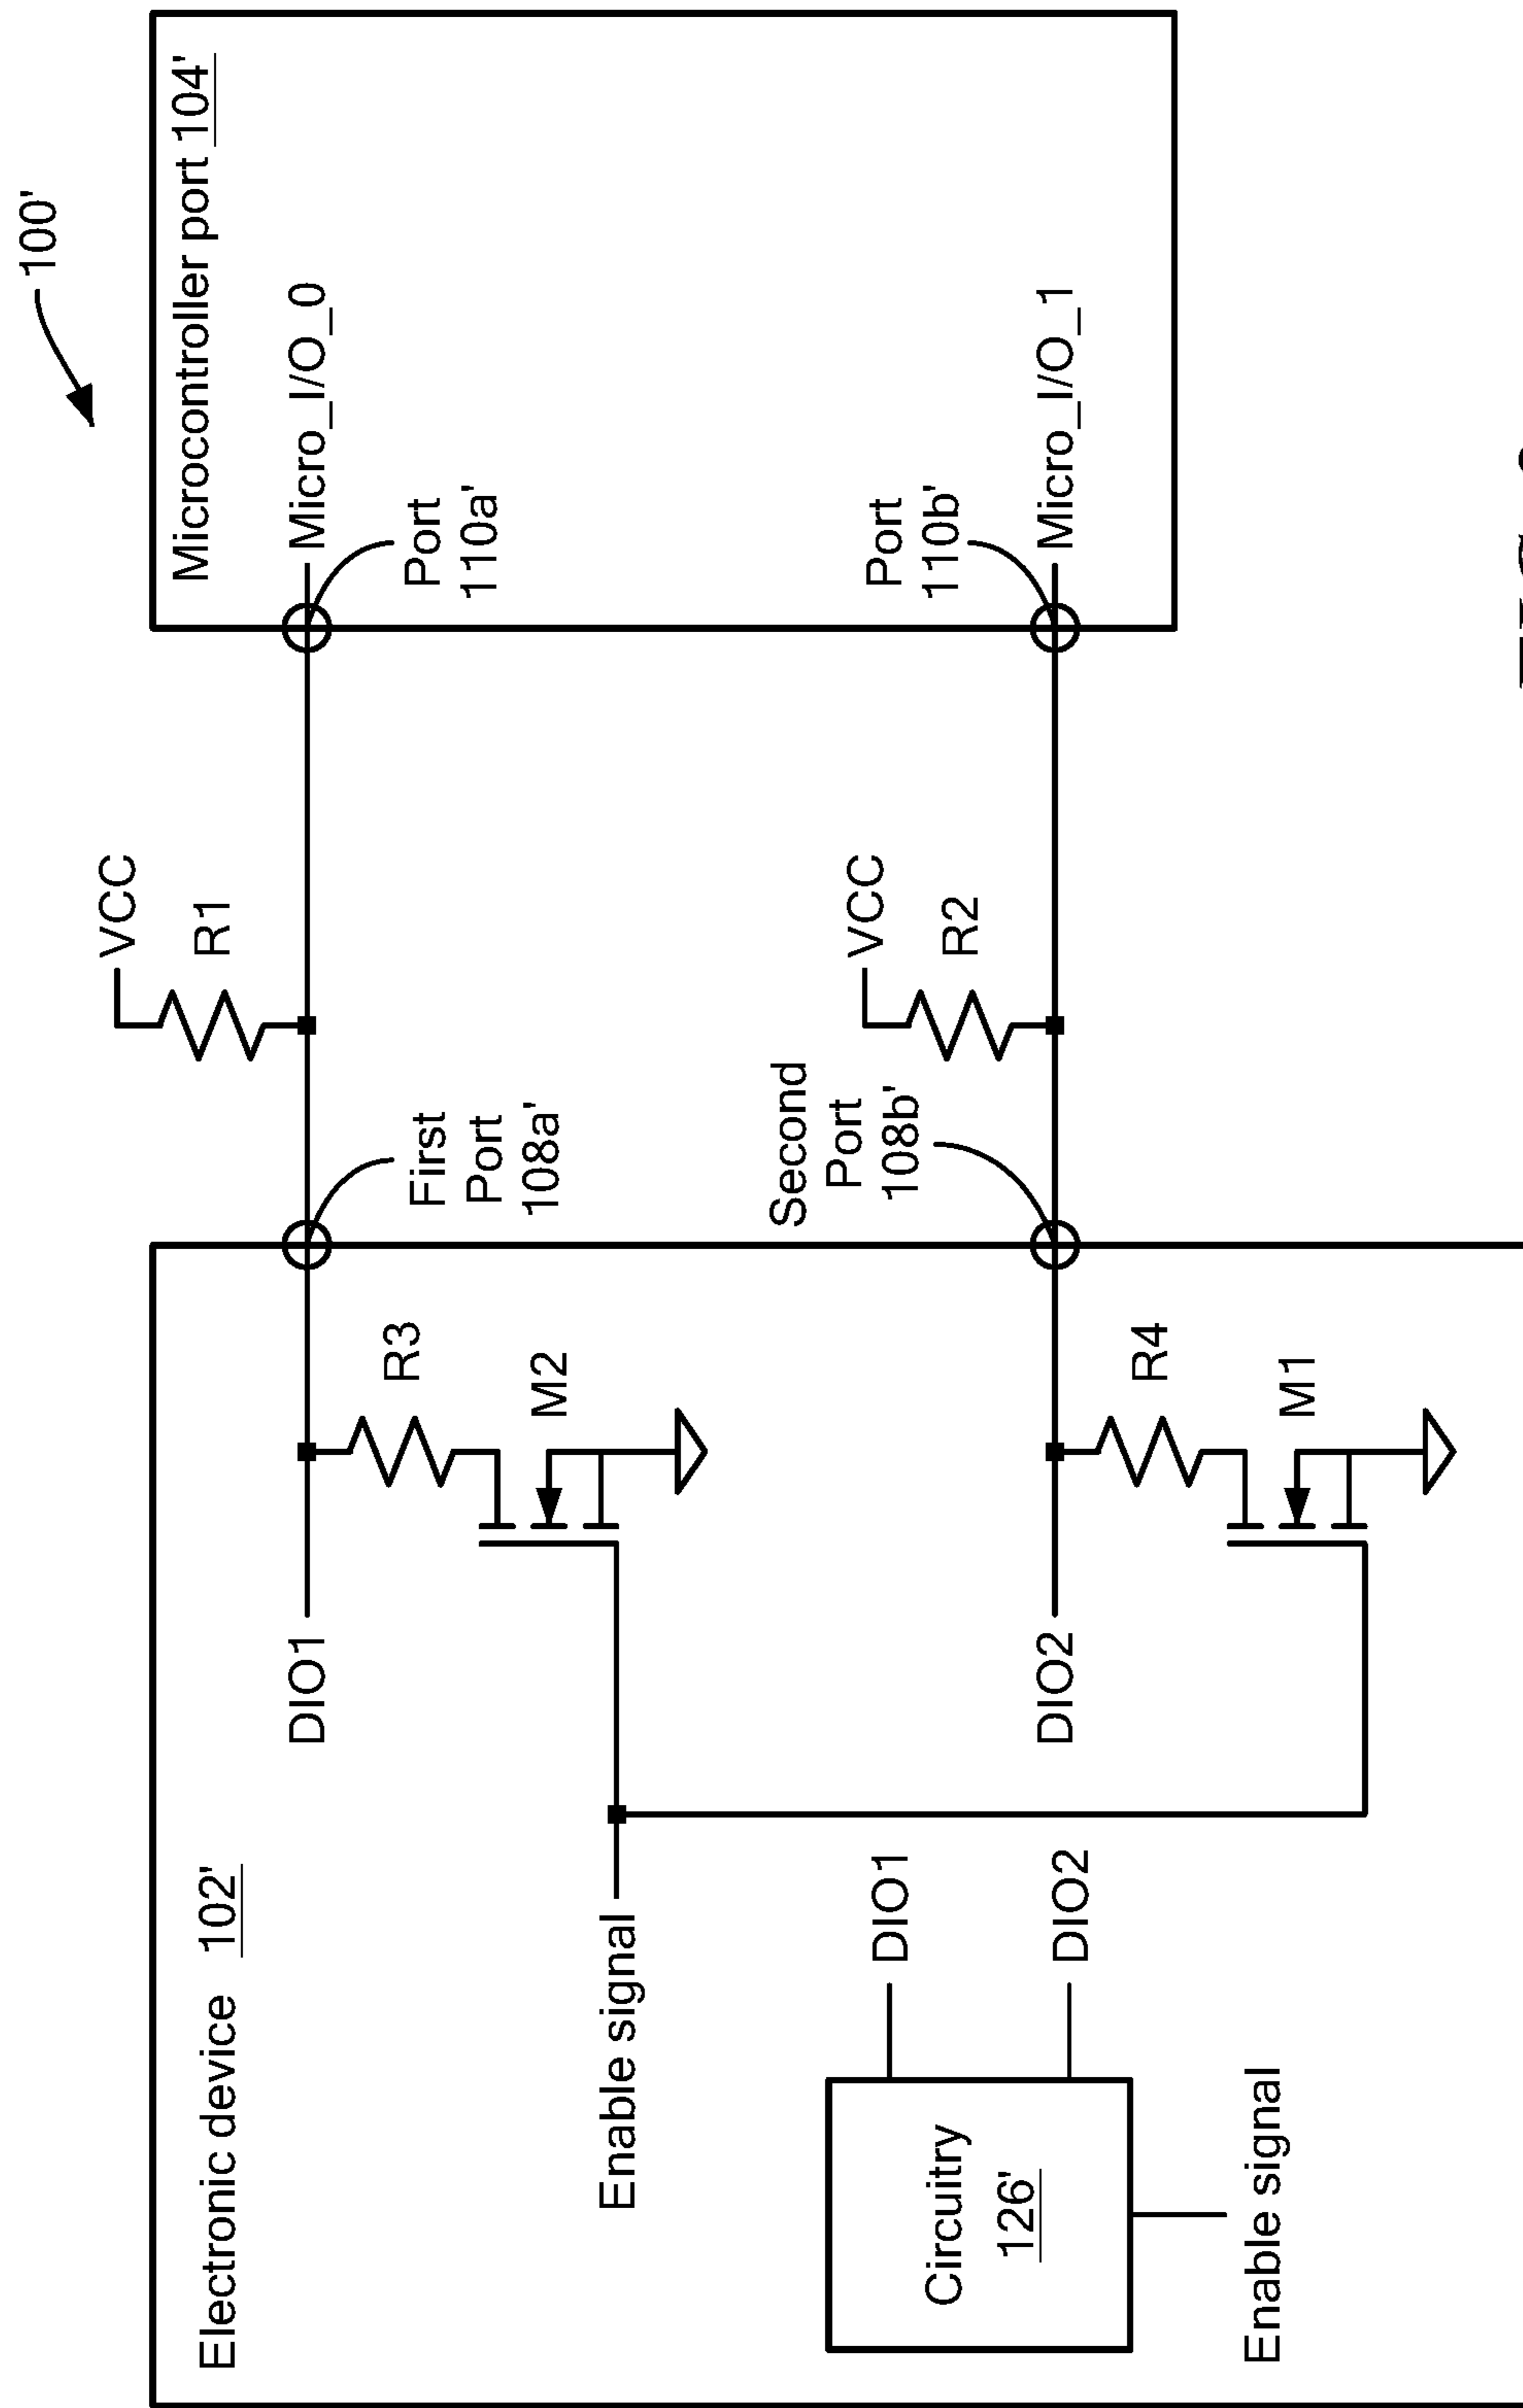 100'
Microcontroller port 104'
Micro_I/O_0
Port
110a'
Port
110b'
Micro_I/O_1
VCC
R1
VCC
R2
First
Port
108a'
Second
Port
108b'
Electronic device 102'
DIO1
R3
M2
Enable signal
DIO2
R4
M1
DIO1
DIO2
Circuitry
126'
Enable signal